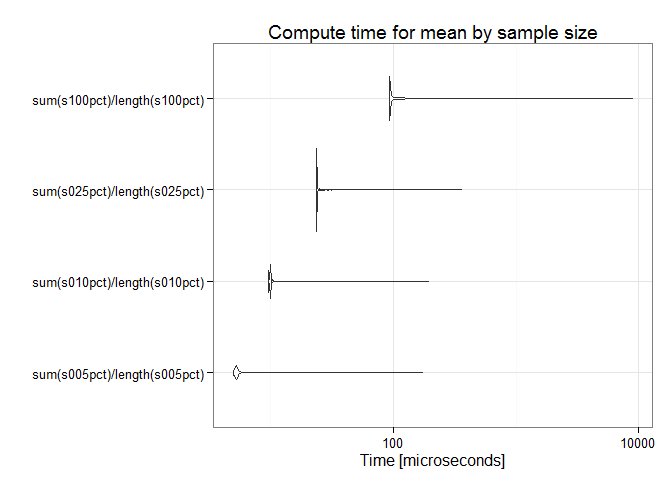 Compute time for mean by sample size
sum(s100pct)/length(s100pct)
sum(s025pct)/length(s025pct)
sum(s010pct)/length(s010pct)
sum(s005pct)/length(s005pct)
100
10000
Time [microseconds]